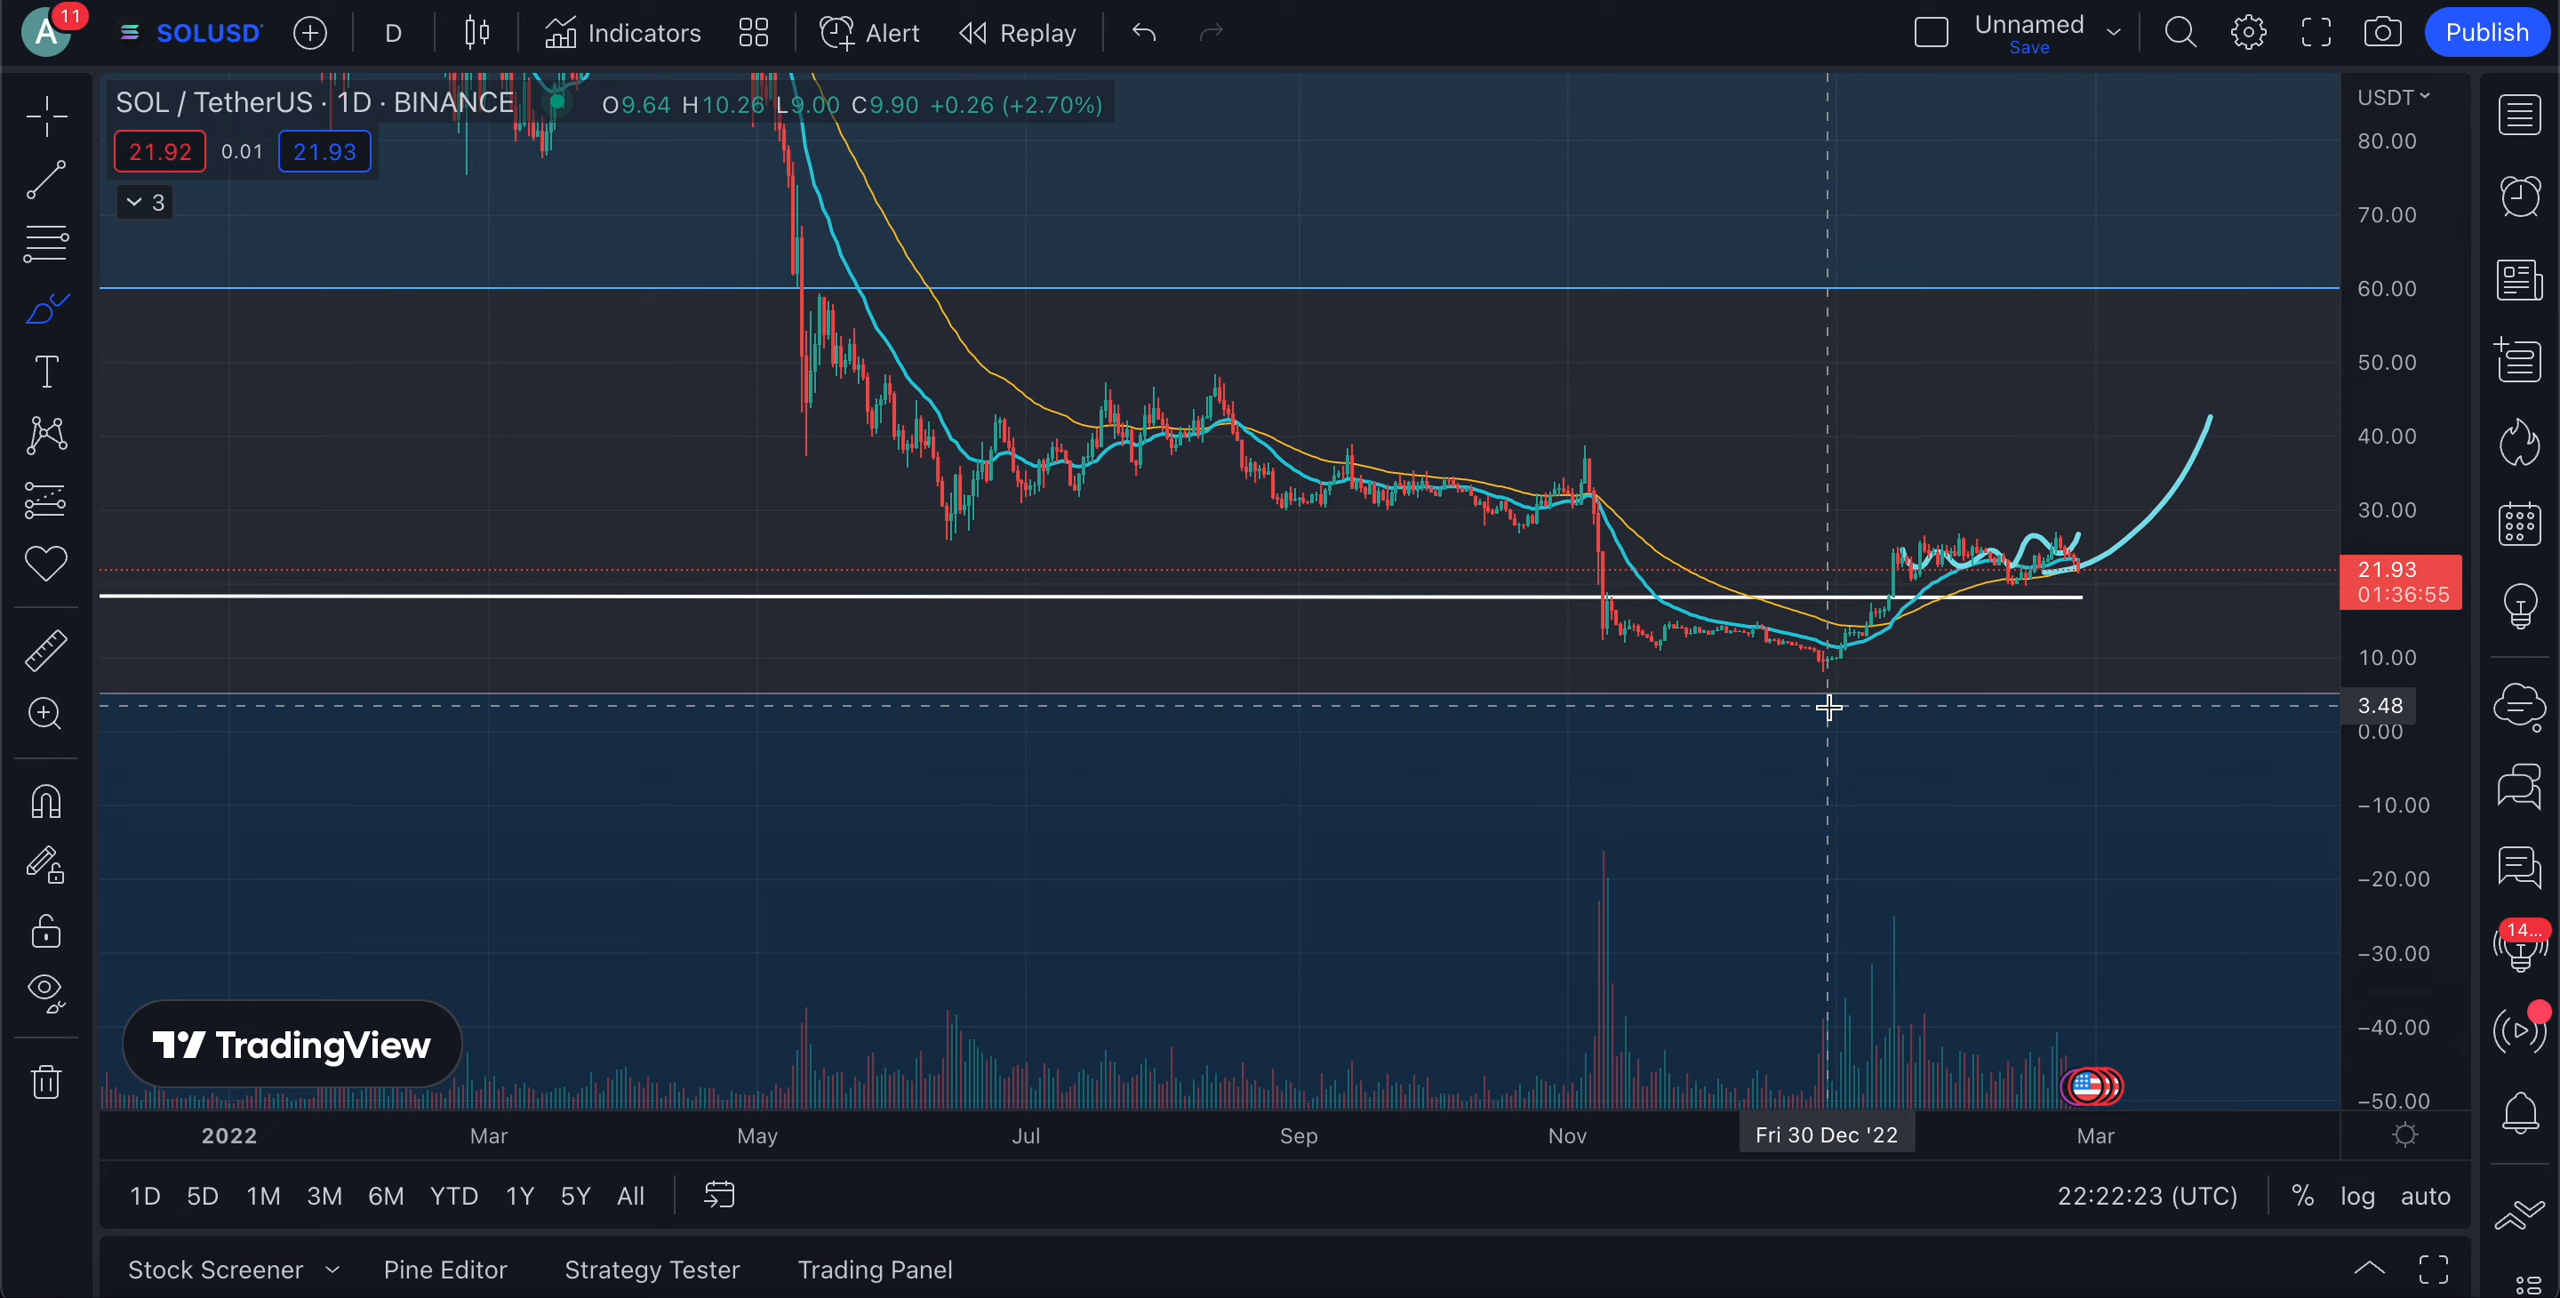 A
11
SOLUSD
D
Indicators
Alert
Replay
Unnamed
Save
Publish
SOL / TetherUS · 1D · BINANCE
O9.64 H10.26 L9.00 C9.90 +0.26 (+2.70%)
21.92 0.01 21.93
3
T
USDT
80.00
70.00
60.00
50.00
40.00
30.00
21.93
01:36:55
10.00
3.48
0.00
−10.00
−20.00
−30.00
−40.00
−50.00
14...
TradingView
2022 Mar May Jul Sep Nov Fri 30 Dec '22 Mar
1D 5D 1M 3M 6M YTD 1Y 5Y All
22:22:23 (UTC) % log auto
Stock Screener Pine Editor Strategy Tester Trading Panel